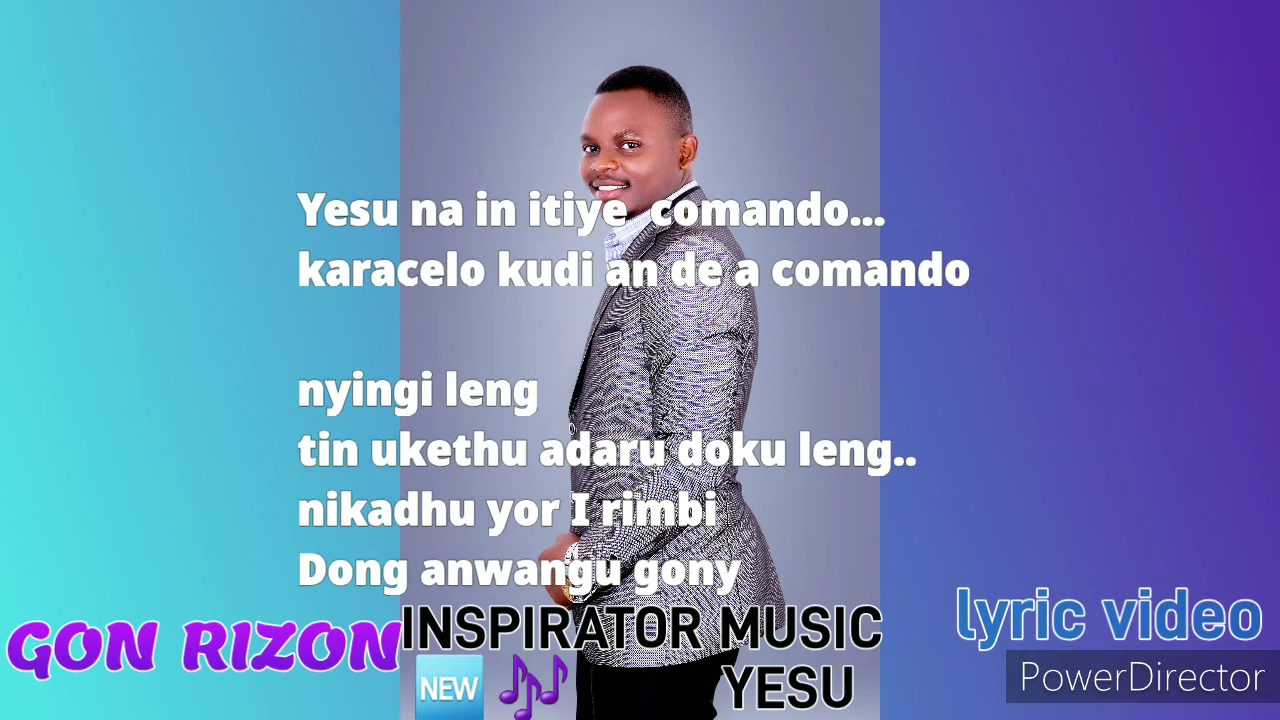 Yesu na in itiye comando...
karacelo kudi an de a comando
nyingi leng
tin ukethu adaru doku leng..
nikadhu yor I rimbi
Dong anwangu gony
GON RIZON
INSPIRATOR MUSIC
NEW
YESU
lyric video
PowerDirector